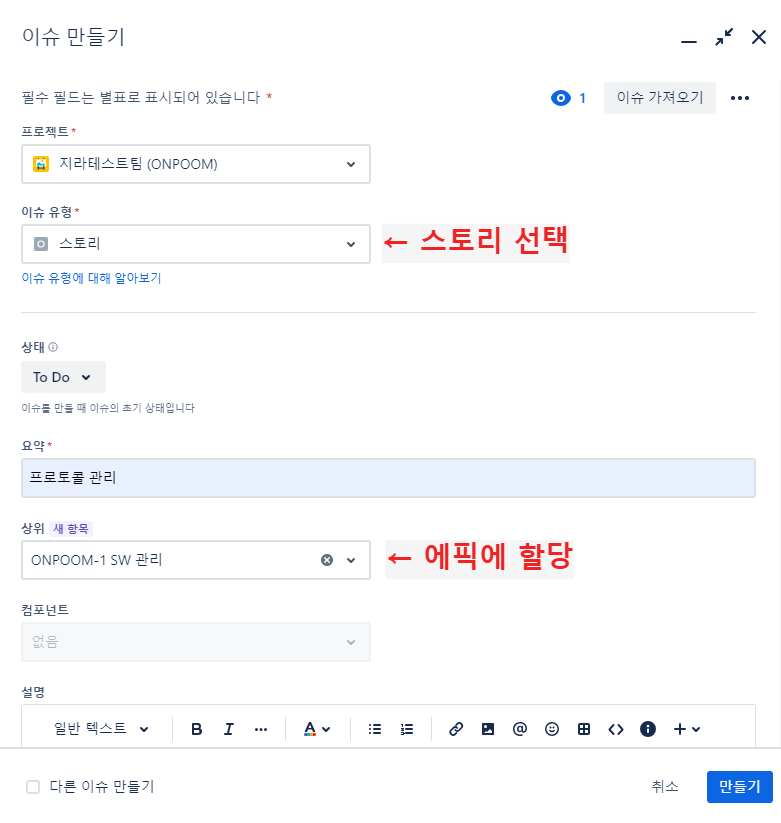 이슈 만들기
필수 필드는 별표로 표시되어 있습니다 *
1
이슈 가져오기
프로젝트*
지라테스트팀 (ONPOOM)
이슈 유형*
스토리
← 스토리 선택
이슈 유형에 대해 알아보기
상태
To Do
이슈를 만들 때 이슈의 초기 상태입니다
요약*
프로토콜 관리
상위 새 항목
ONPOOM-1 SW 관리
← 에픽에 할당
컴포넌트
없음
설명
일반 텍스트
B I ··· A
다른 이슈 만들기
취소
만들기